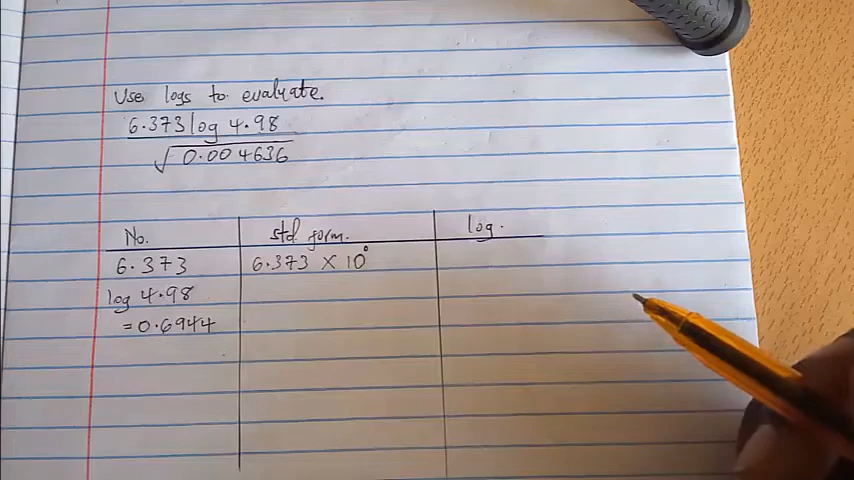 Use logs to evaluate.
6.373 log 4.98
√0.004636
No. std form. log.
6.373 6.373 × 10⁰
log 4.98
= 0.6944